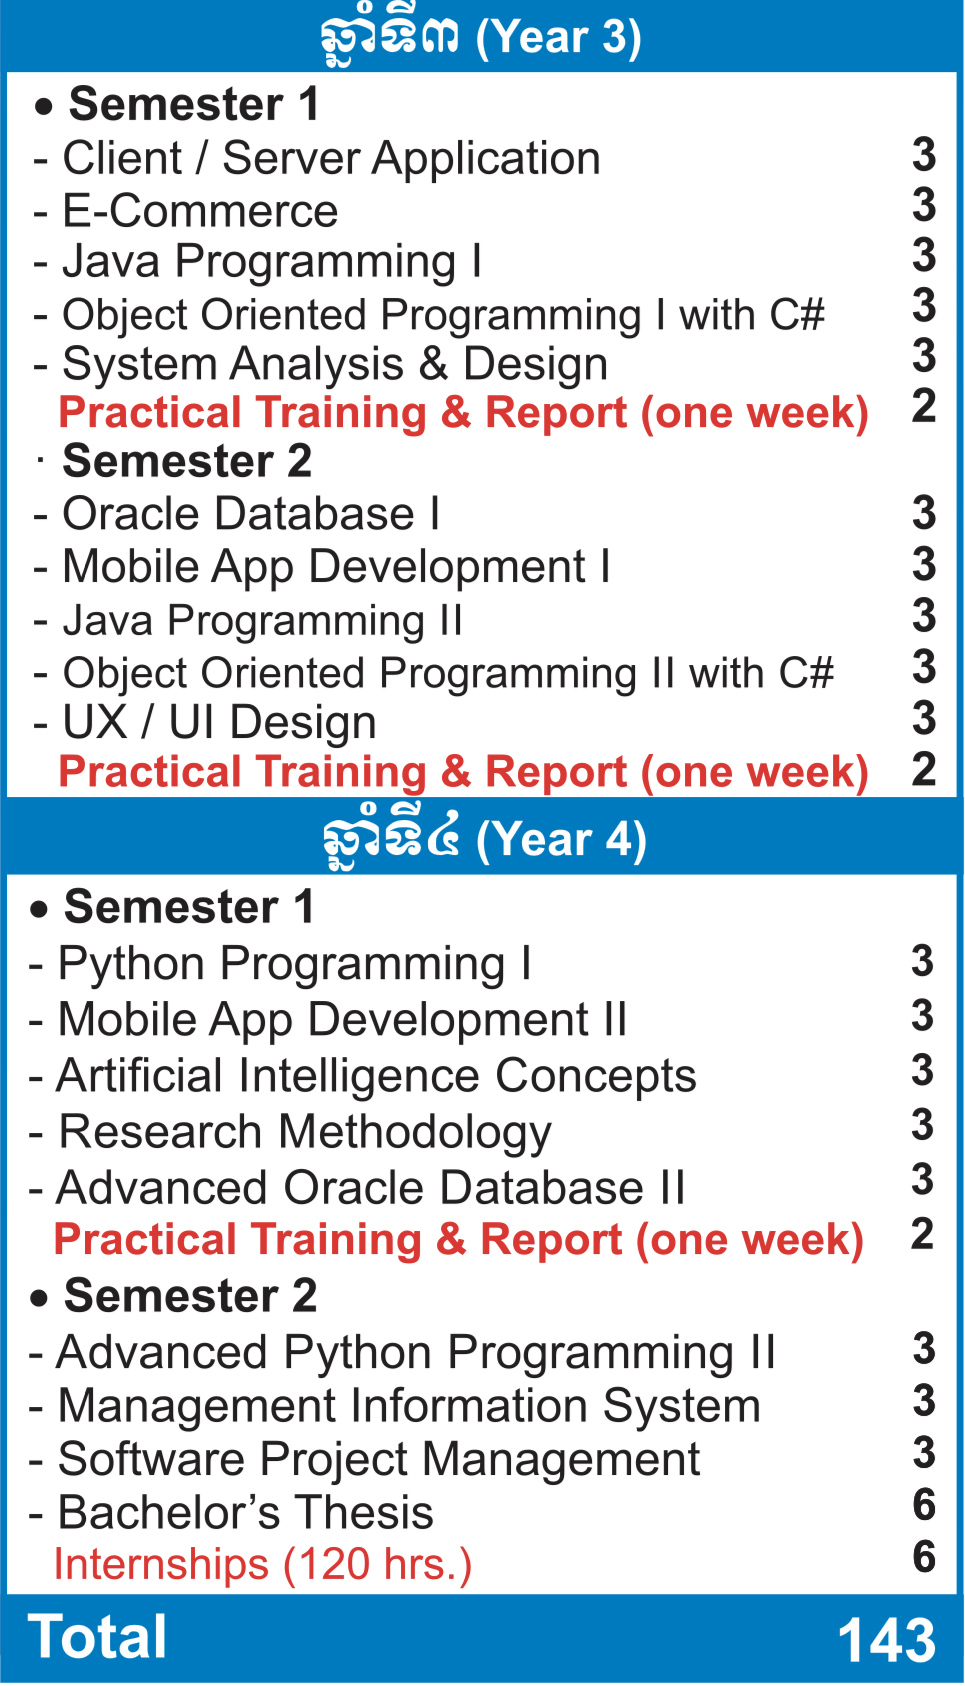 ឆ្នាំទី៣ (Year 3)
• Semester 1
- Client / Server Application 3
- E-Commerce 3
- Java Programming I 3
- Object Oriented Programming I with C# 3
- System Analysis & Design 3
Practical Training & Report (one week) 2
· Semester 2
- Oracle Database I 3
- Mobile App Development I 3
- Java Programming II 3
- Object Oriented Programming II with C# 3
- UX / UI Design 3
Practical Training & Report (one week) 2
ឆ្នាំទី៤ (Year 4)
• Semester 1
- Python Programming I 3
- Mobile App Development II 3
- Artificial Intelligence Concepts 3
- Research Methodology 3
- Advanced Oracle Database II 3
Practical Training & Report (one week) 2
• Semester 2
- Advanced Python Programming II 3
- Management Information System 3
- Software Project Management 3
- Bachelor’s Thesis 6
Internships (120 hrs.) 6
Total 143